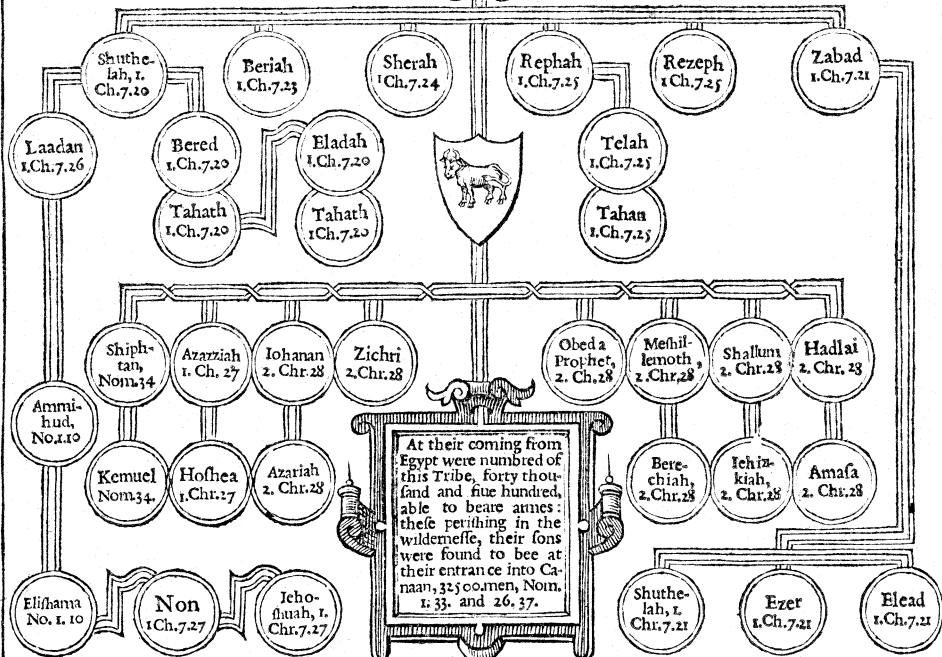 Shuthe-
lah, 1.
Ch.7.20
Beriah
1.Ch.7.23
Sherah
1Ch.7.24
Rephah
1.Ch.7.25
Rezeph
1.Ch.7.25
Zabad
1.Ch.7.21
Laadan
1.Ch.7.26
Bered
1.Ch.7.20
Eladah
1.Ch.7.20
Telah
1.Ch.7.25
Tahath
1.Ch.7.20
Tahath
1.Ch.7.20
Tahan
1.Ch.7.25
Shiph-
tan,
Nom.34
Azazziah
1. Ch. 27
Iohanan
2. Chr.28
Zichri
2.Chr.28
Obed a
Prophet,
2. Ch.28
Meſhil-
lemoth,
2.Chr,28
Shallum
2. Chr.28
Hadlai
2. Chr. 28
Ammi-
hud,
No,1.10
Kemuel
Nom.34.
Hoſhea
1.Chr.27
Azariah
2. Chr.28
Bere-
chiah,
2.Chr.28
Iehiz-
kiah,
2.Chr.28
Amaſa
2. Chr.28
At their coming from
Egypt were numbred of
this Tribe, forty thou-
ſand and fiue hundred,
able to beare armes:
theſe periſhing in the
wilderneſſe, their ſons
were found to bee at
their entrance into Ca-
naan, 32500.men, Nom.
1: 33. and 26. 37.
Eliſhama
No. 1. 10
Non
1Ch.7.27
Jeho-
ſhuah, 1.
Chr.7.27
Shuthe-
lah, 1.
Chr.7.21
Ezer
1.Ch.7.21
Elead
1.Ch.7.21